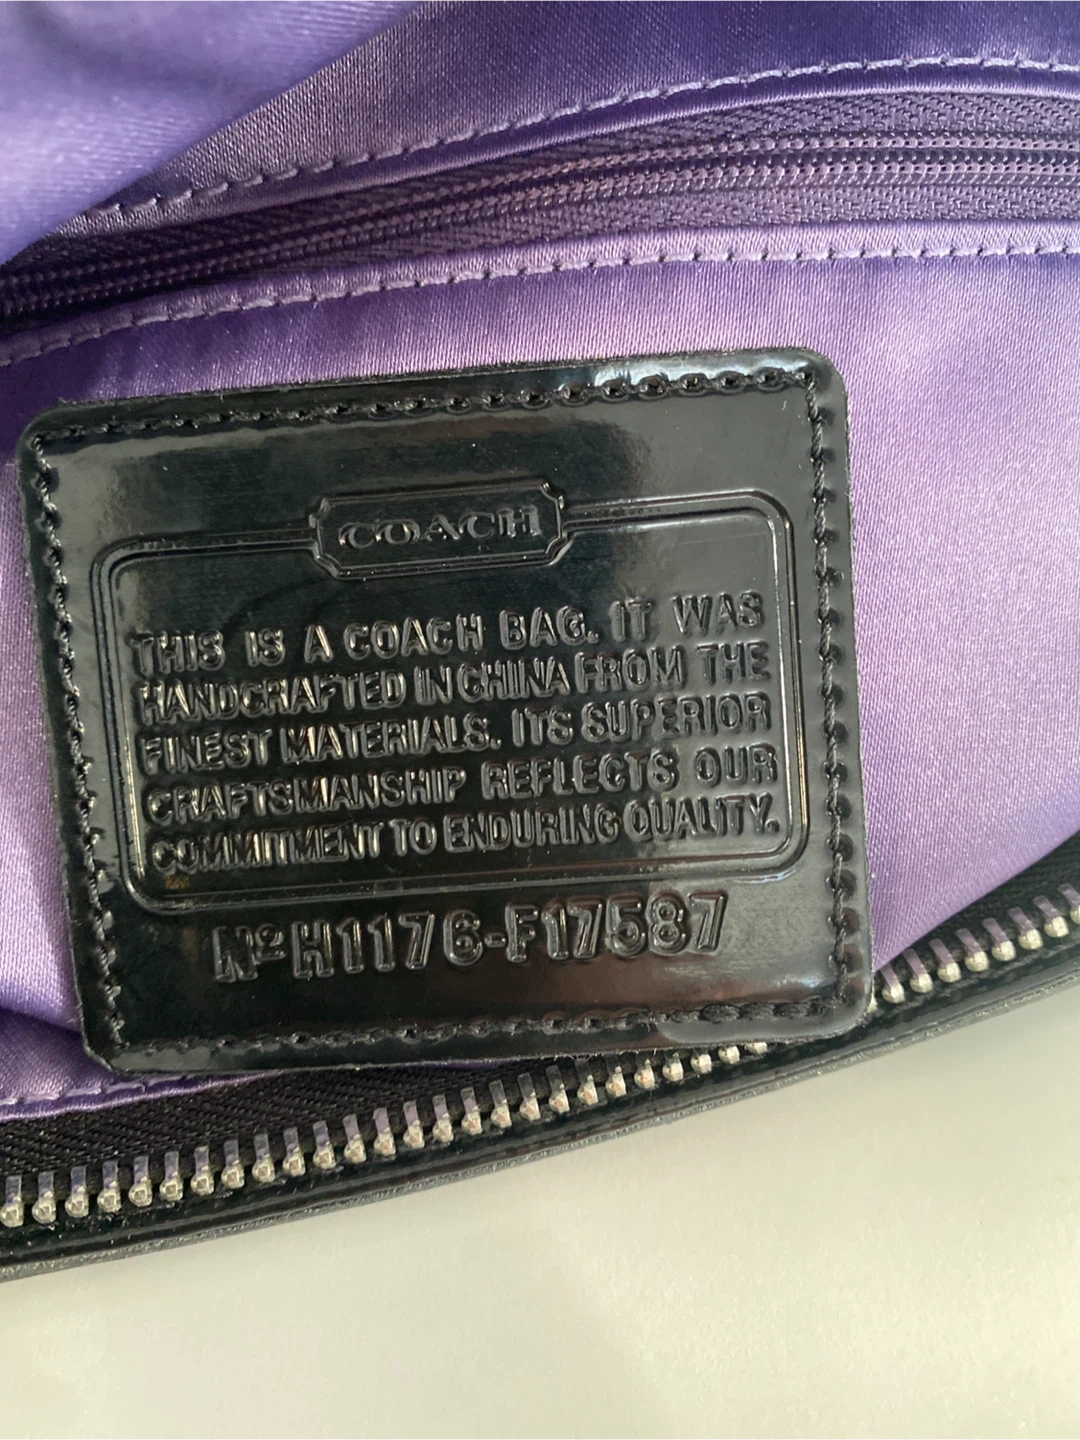 COACH
THIS IS A COACH BAG. IT WAS
HANDCRAFTED IN CHINA FROM THE
FINEST MATERIALS. ITS SUPERIOR
CRAFTSMANSHIP REFLECTS OUR
COMMITMENT TO ENDURING QUALITY.
Nº H1176-F17587